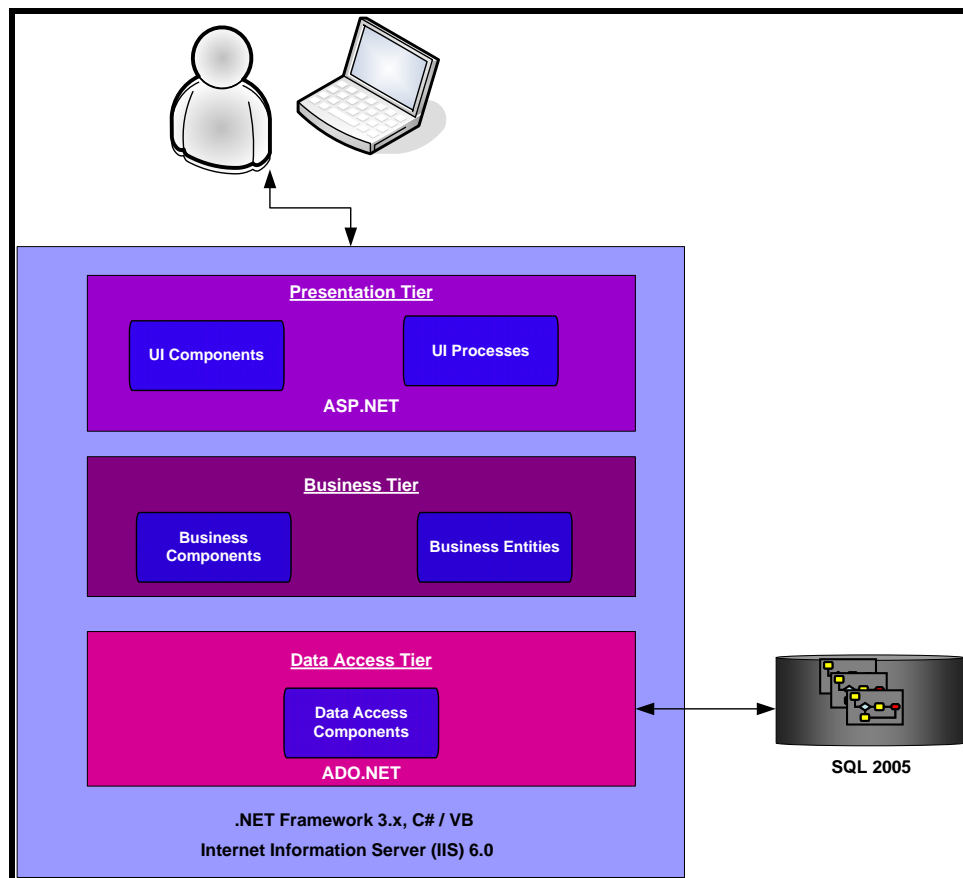 Presentation Tier
UI Components
UI Processes
ASP.NET
Business Tier
Business
Components
Business Entities
Data Access Tier
Data Access
Components
ADO.NET
SQL 2005
.NET Framework 3.x, C# / VB
Internet Information Server (IIS) 6.0